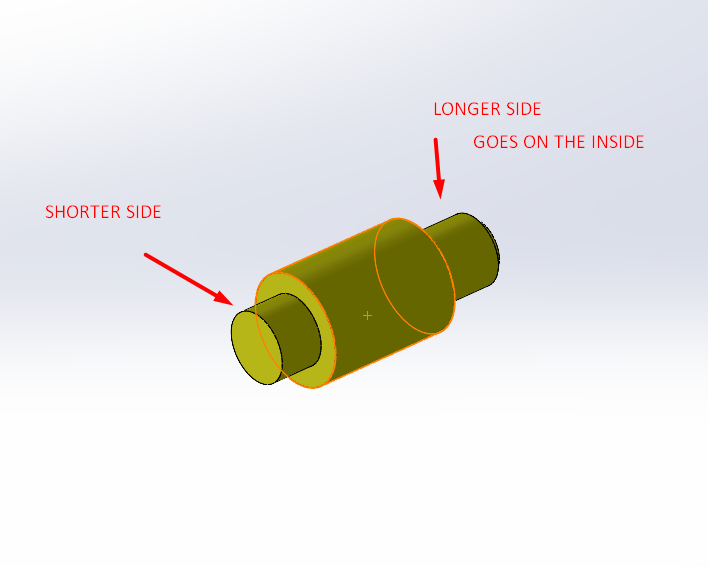 LONGER SIDE
GOES ON THE INSIDE
SHORTER SIDE